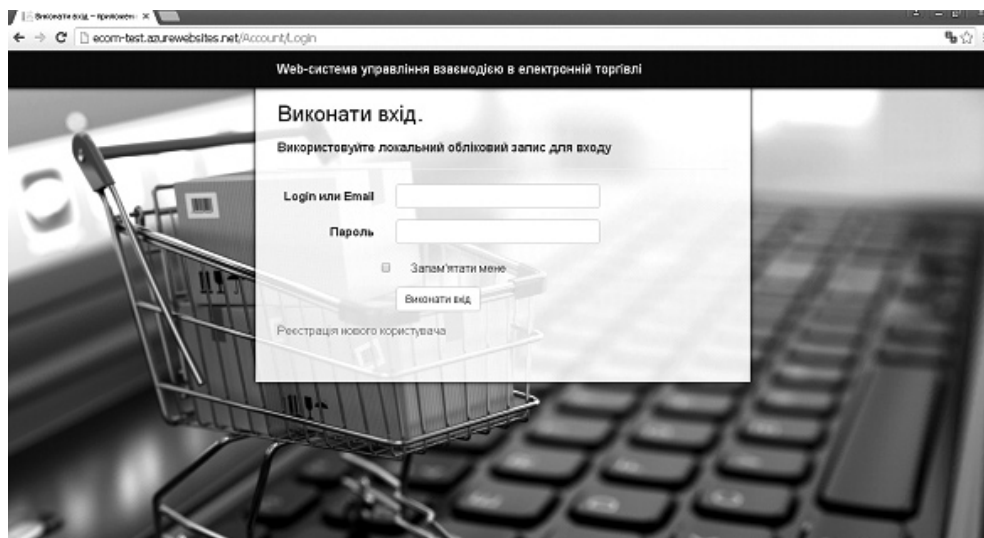 Виконати вхід – приложен
ecom-test.azurewebsites.net/Account/Login
Web-система управління взаємодією в електронній торгівлі
Виконати вхід.
Використовуйте локальний обліковий запис для входу
Login или Email
Пароль
Запам'ятати мене
Виконати вхід
Реєстрація нового користувача